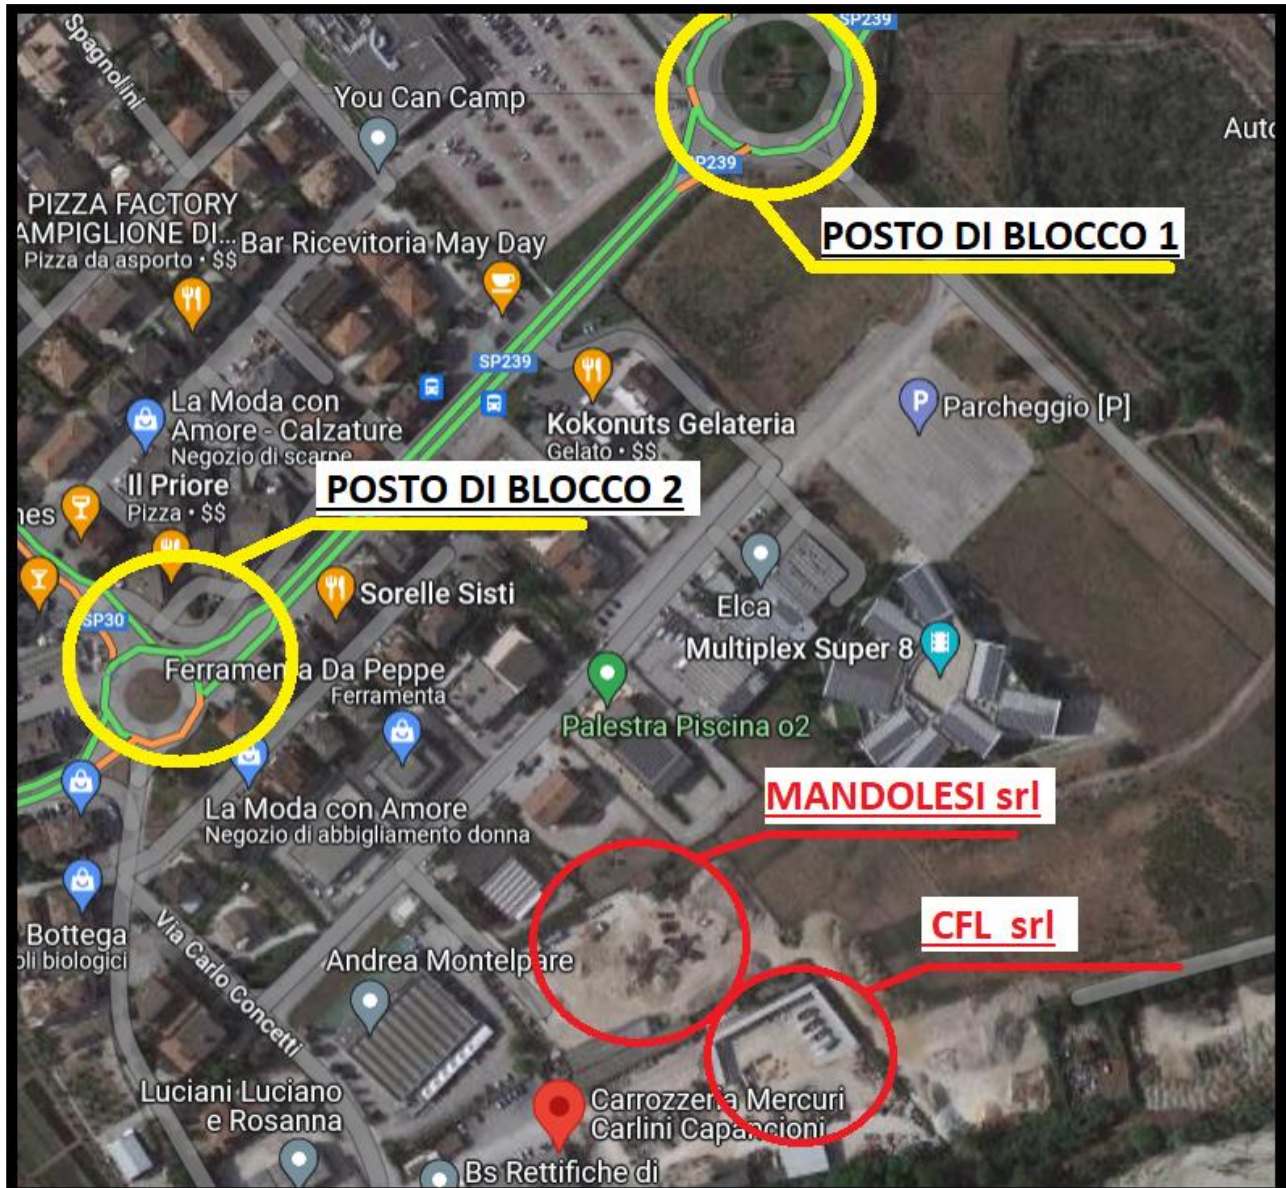 SP239
Spagnolini
You Can Camp
Auto
SP239
PIZZA FACTORY
AMPIGLIONE DI...
Pizza da asporto • $$
POSTO DI BLOCCO 1
Bar Ricevitoria May Day
SP239
La Moda con
Amore - Calzature
Negozio di scarpe
Kokonuts Gelateria
Gelato • $$
P
Parcheggio [P]
POSTO DI BLOCCO 2
Il Priore
Pizza • $$
nes
Sorelle Sisti
Elca
SP30
Multiplex Super 8
Ferramenta Da Peppe
Ferramenta
Palestra Piscina o2
MANDOLESI srl
La Moda con Amore
Negozio di abbigliamento donna
CFL srl
Bottega
oli biologici
Via Carlo Concetti
Andrea Montelpare
Luciani Luciano
e Rosanna
Carrozzeria Mercuri
Carlini Capancioni
Bs Rettifiche di